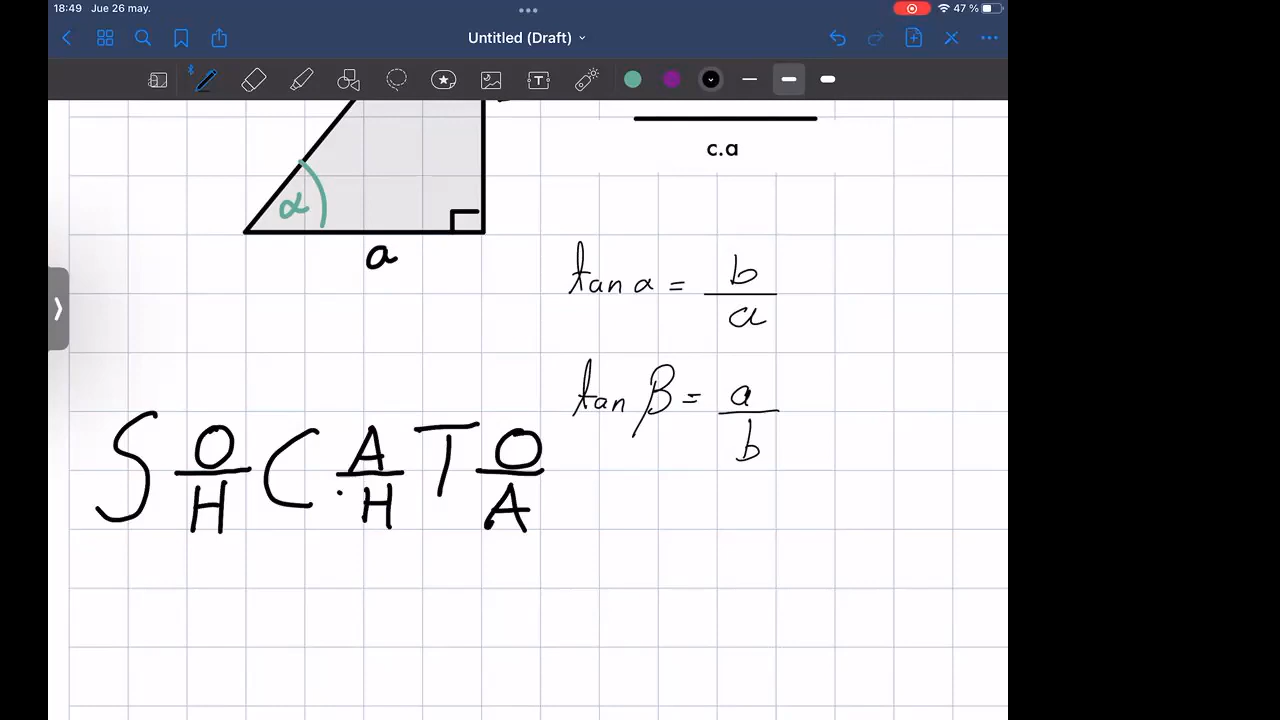 18:49 Jue 26 may. 47 %
Untitled (Draft)
T
c.a
α
a
tan α = b/a
tan β = a/b
S O/H C A/H T O/A